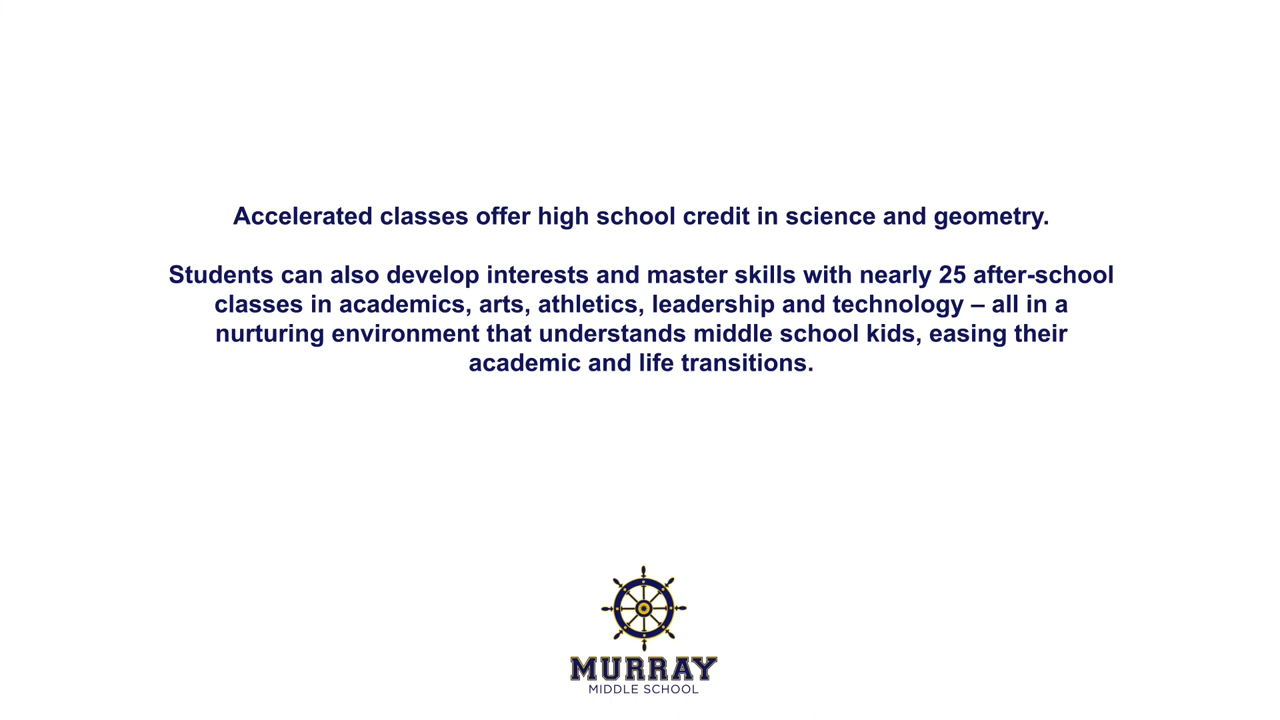 Accelerated classes offer high school credit in science and geometry.
Students can also develop interests and master skills with nearly 25 after-school
classes in academics, arts, athletics, leadership and technology – all in a
nurturing environment that understands middle school kids, easing their
academic and life transitions.
MURRAY
MIDDLE SCHOOL